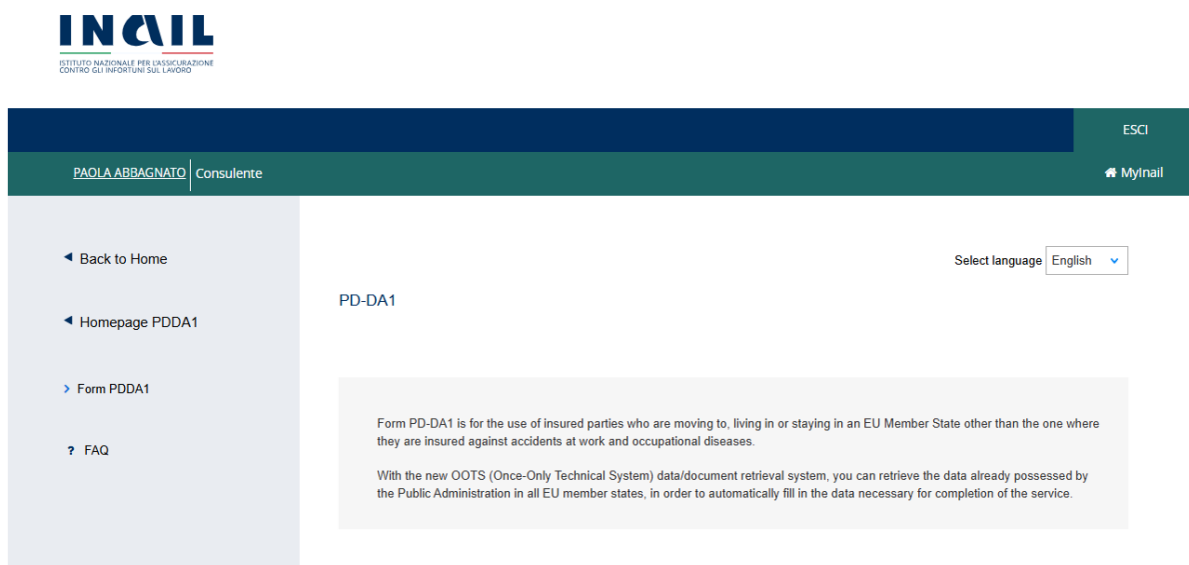 INAIL
ISTITUTO NAZIONALE PER L'ASSICURAZIONE
CONTRO GLI INFORTUNI SUL LAVORO
ESCI
PAOLA ABBAGNATO Consulente
MyInail
Back to Home
Select language English
PD-DA1
Homepage PDDA1
Form PDDA1
Form PD-DA1 is for the use of insured parties who are moving to, living in or staying in an EU Member State other than the one where
they are insured against accidents at work and occupational diseases.
? FAQ
With the new OOTS (Once-Only Technical System) data/document retrieval system, you can retrieve the data already possessed by
the Public Administration in all EU member states, in order to automatically fill in the data necessary for completion of the service.